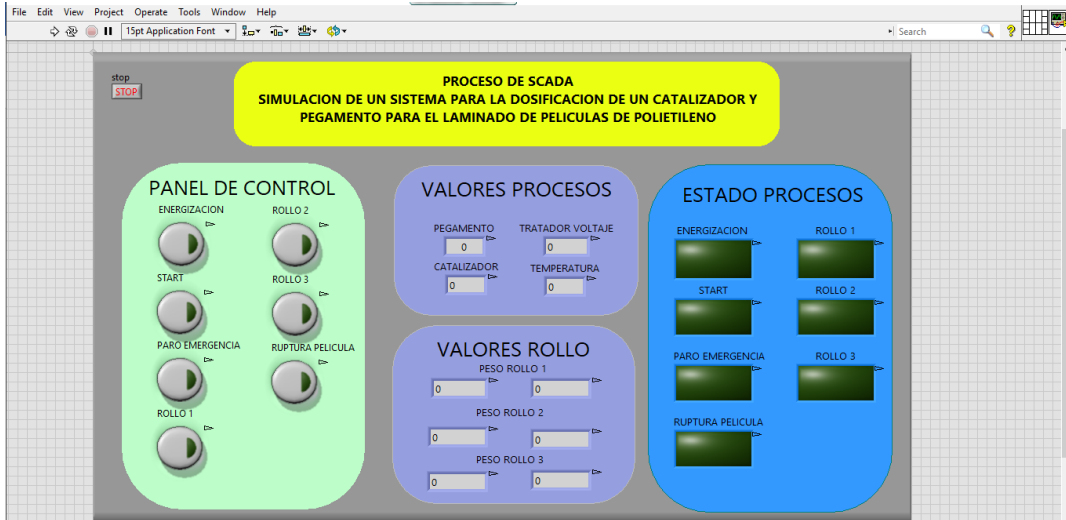 File Edit View Project Operate Tools Window Help
15pt Application Font
Search
stop
STOP
PROCESO DE SCADA
SIMULACION DE UN SISTEMA PARA LA DOSIFICACION DE UN CATALIZADOR Y
PEGAMENTO PARA EL LAMINADO DE PELICULAS DE POLIETILENO
PANEL DE CONTROL
ENERGIZACION ROLLO 2
START ROLLO 3
PARO EMERGENCIA RUPTURA PELICULA
ROLLO 1
VALORES PROCESOS
PEGAMENTO TRATADOR VOLTAJE
0 0
CATALIZADOR TEMPERATURA
0 0
VALORES ROLLO
PESO ROLLO 1
0 0
PESO ROLLO 2
0 0
PESO ROLLO 3
0 0
ESTADO PROCESOS
ENERGIZACION ROLLO 1
START ROLLO 2
PARO EMERGENCIA ROLLO 3
RUPTURA PELICULA